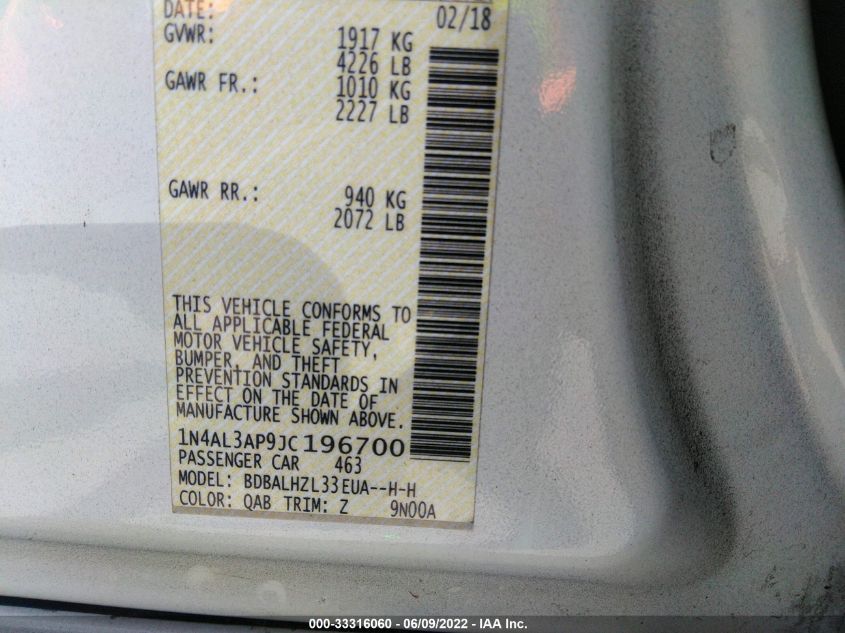 DATE: 02/18
GVWR: 1917 KG
4226 LB
GAWR FR.: 1010 KG
2227 LB
GAWR RR.: 940 KG
2072 LB
THIS VEHICLE CONFORMS TO
ALL APPLICABLE FEDERAL
MOTOR VEHICLE SAFETY,
BUMPER, AND THEFT
PREVENTION STANDARDS IN
EFFECT ON THE DATE OF
MANUFACTURE SHOWN ABOVE.
1N4AL3AP9JC196700
PASSENGER CAR 463
MODEL: BDBALHZL33EUA--H-H
COLOR: QAB TRIM: Z 9N00A
000-33316060 - 06/09/2022 - IAA Inc.